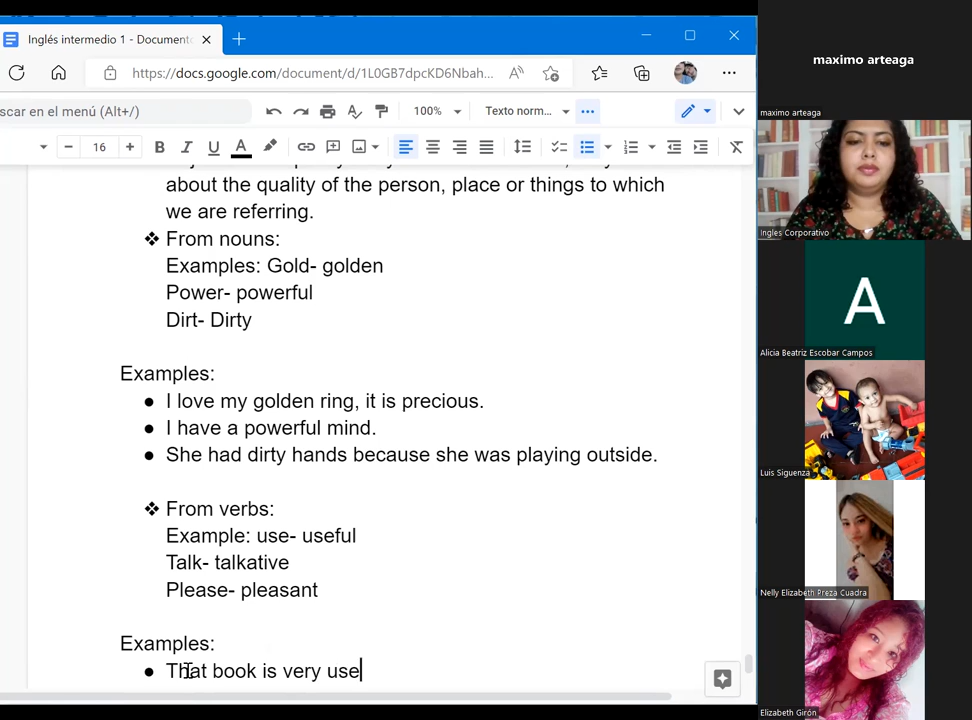 Inglés intermedio 1 - Documento
https://docs.google.com/document/d/1L0GB7dpcKD6Nbah...
scar en el menú (Alt+/)
100%
Texto norm...
16
about the quality of the person, place or things to which
we are referring.
❖ From nouns:
Examples: Gold- golden
Power- powerful
Dirt- Dirty
Examples:
● I love my golden ring, it is precious.
● I have a powerful mind.
● She had dirty hands because she was playing outside.
❖ From verbs:
Example: use- useful
Talk- talkative
Please- pleasant
Examples:
● That book is very use
maximo arteaga
maximo arteaga
Ingles Corporativo
A
Alicia Beatriz Escobar Campos
Luis Siguenza
Nelly Elizabeth Preza Cuadra
Elizabeth Girón